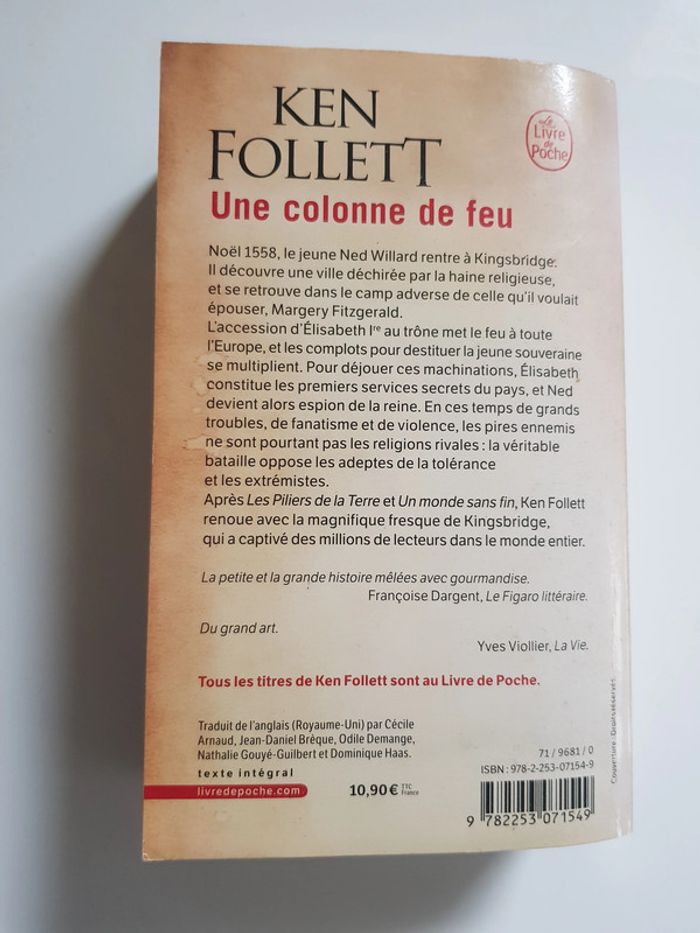 KEN
FOLLETT
Le
Livre
de
Poche
Une colonne de feu
Noël 1558, le jeune Ned Willard rentre à Kingsbridge.
Il découvre une ville déchirée par la haine religieuse,
et se retrouve dans le camp adverse de celle qu'il voulait
épouser, Margery Fitzgerald.
L'accession d'Élisabeth Ire au trône met le feu à toute
l'Europe, et les complots pour destituer la jeune souveraine
se multiplient. Pour déjouer ces machinations, Élisabeth
constitue les premiers services secrets du pays, et Ned
devient alors espion de la reine. En ces temps de grands
troubles, de fanatisme et de violence, les pires ennemis
ne sont pourtant pas les religions rivales : la véritable
bataille oppose les adeptes de la tolérance
et les extrémistes.
Après Les Piliers de la Terre et Un monde sans fin, Ken Follett
renoue avec la magnifique fresque de Kingsbridge,
qui a captivé des millions de lecteurs dans le monde entier.
La petite et la grande histoire mêlées avec gourmandise.
Françoise Dargent, Le Figaro littéraire.
Du grand art.
Yves Viollier, La Vie.
Tous les titres de Ken Follett sont au Livre de Poche.
Traduit de l'anglais (Royaume-Uni) par Cécile
Arnaud, Jean-Daniel Brèque, Odile Demange,
Nathalie Gouyé-Guilbert et Dominique Haas.
texte intégral
livredepoche.com
10,90 € TTC France
71 / 9681 / 0
ISBN : 978-2-253-07154-9
9 782253 071549
Couverture : Droits réservés.